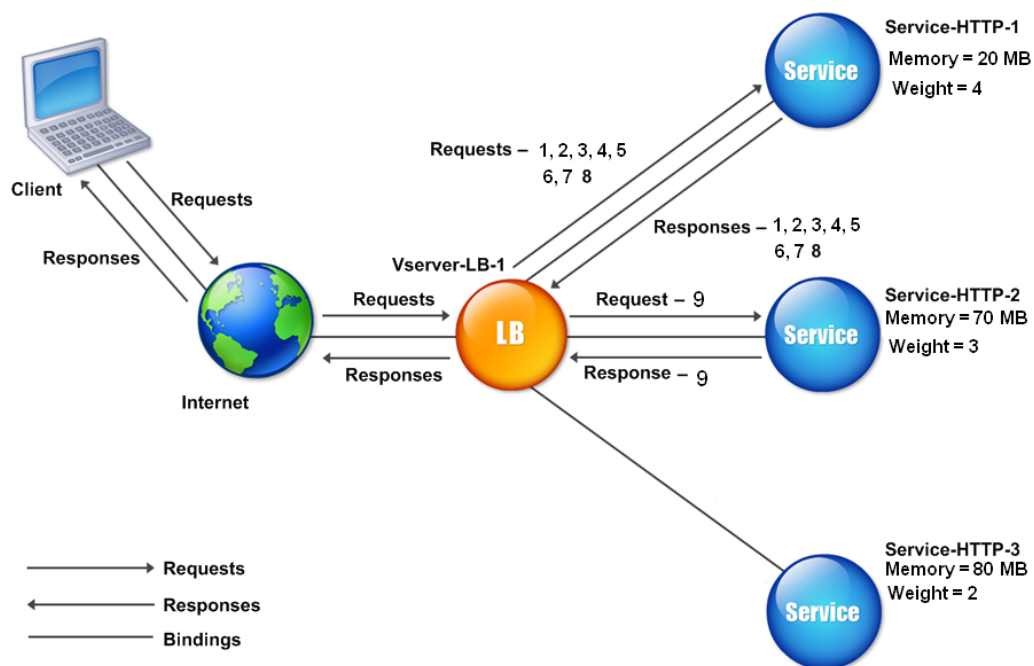 Service-HTTP-1
Memory = 20 MB
Weight = 4
Service
Requests – 1, 2, 3, 4, 5
6, 7 8
Client
Requests
Responses
Responses – 1, 2, 3, 4, 5
6, 7 8
Vserver-LB-1
Requests
LB
Responses
Internet
Request – 9
Response – 9
Service
Service-HTTP-2
Memory = 70 MB
Weight = 3
Service-HTTP-3
Memory = 80 MB
Weight = 2
Service
Requests
Responses
Bindings